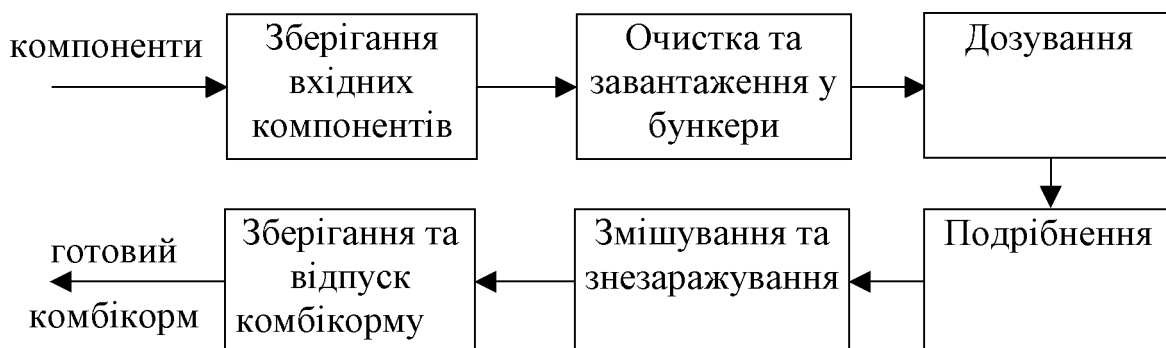 компоненти
Зберігання
вхідних
компонентів
Очистка та
завантаження у
бункери
Дозування
Подрібнення
Змішування та
знезаражування
Зберігання та
відпуск
комбікорму
готовий
комбікорм